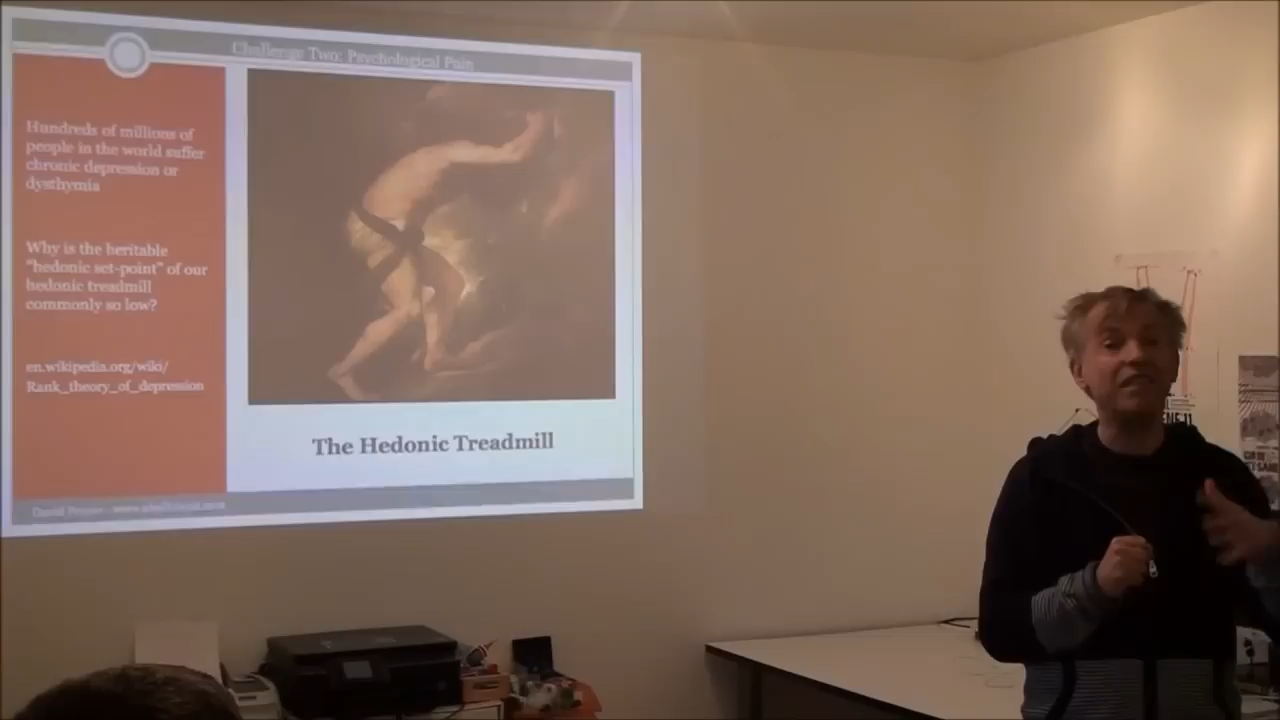 Challenge Two: Psychological Pain
Hundreds of millions of
people in the world suffer
chronic depression or
dysthymia
Why is the heritable
"hedonic set-point" of our
hedonic treadmill
commonly so low?
en.wikipedia.org/wiki/
Rank_theory_of_depression
The Hedonic Treadmill
David